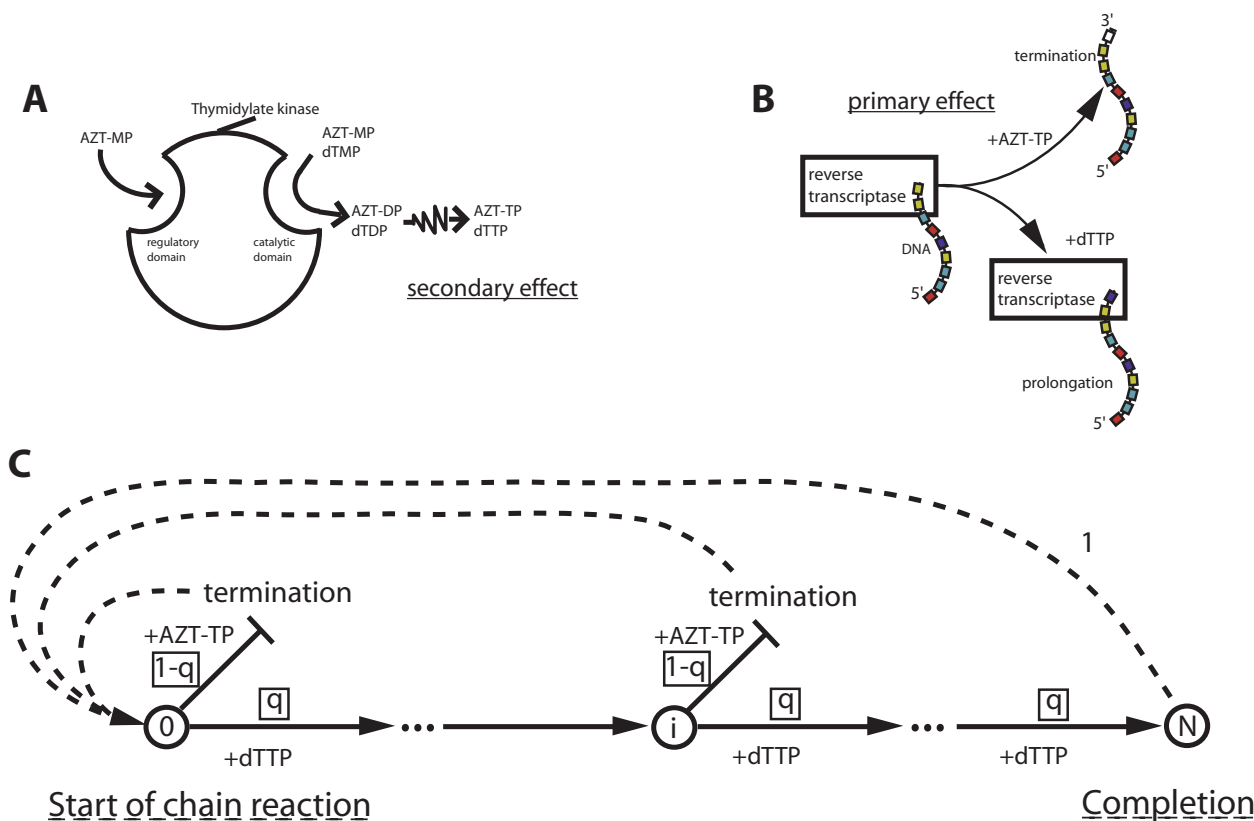 A
Thymidylate kinase
AZT-MP
AZT-MP
dTMP
AZT-DP
dTDP
AZT-TP
dTTP
regulatory
domain
catalytic
domain
secondary effect
B
primary effect
3'
termination
+AZT-TP
5'
reverse
transcriptase
DNA
5'
+dTTP
reverse
transcriptase
prolongation
5'
C
1
termination
+AZT-TP
1-q
0
q
+dTTP
...
termination
+AZT-TP
1-q
i
q
+dTTP
...
q
+dTTP
N
Start of chain reaction
Completion